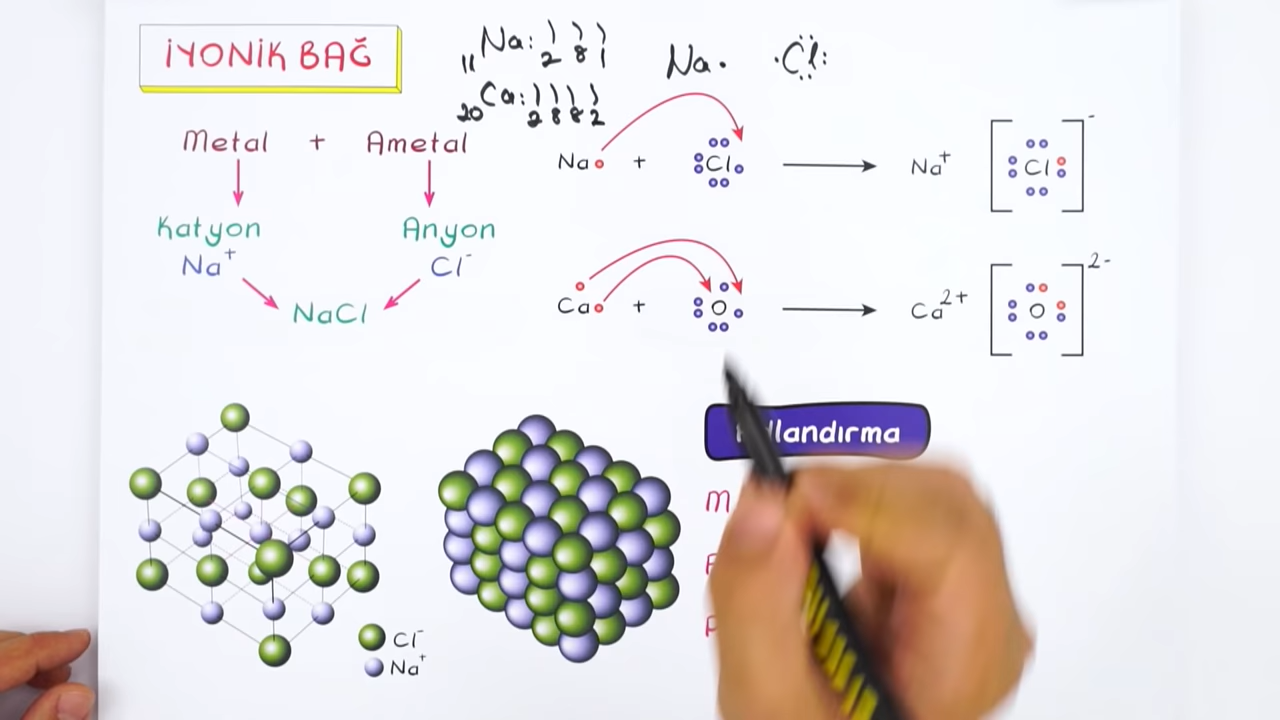 İYONİK BAĞ
Metal + Ametal
Katyon Anyon
Na⁺ Cl⁻
NaCl
₁₁Na: ) ) )
2 8 1
₂₀Ca: ) ) ) )
2 8 8 2
Na· ·Cl:
Na + Cl → Na⁺ [Cl]⁻
Ca + O → Ca²⁺ [O]²⁻
Cl⁻
Na⁺